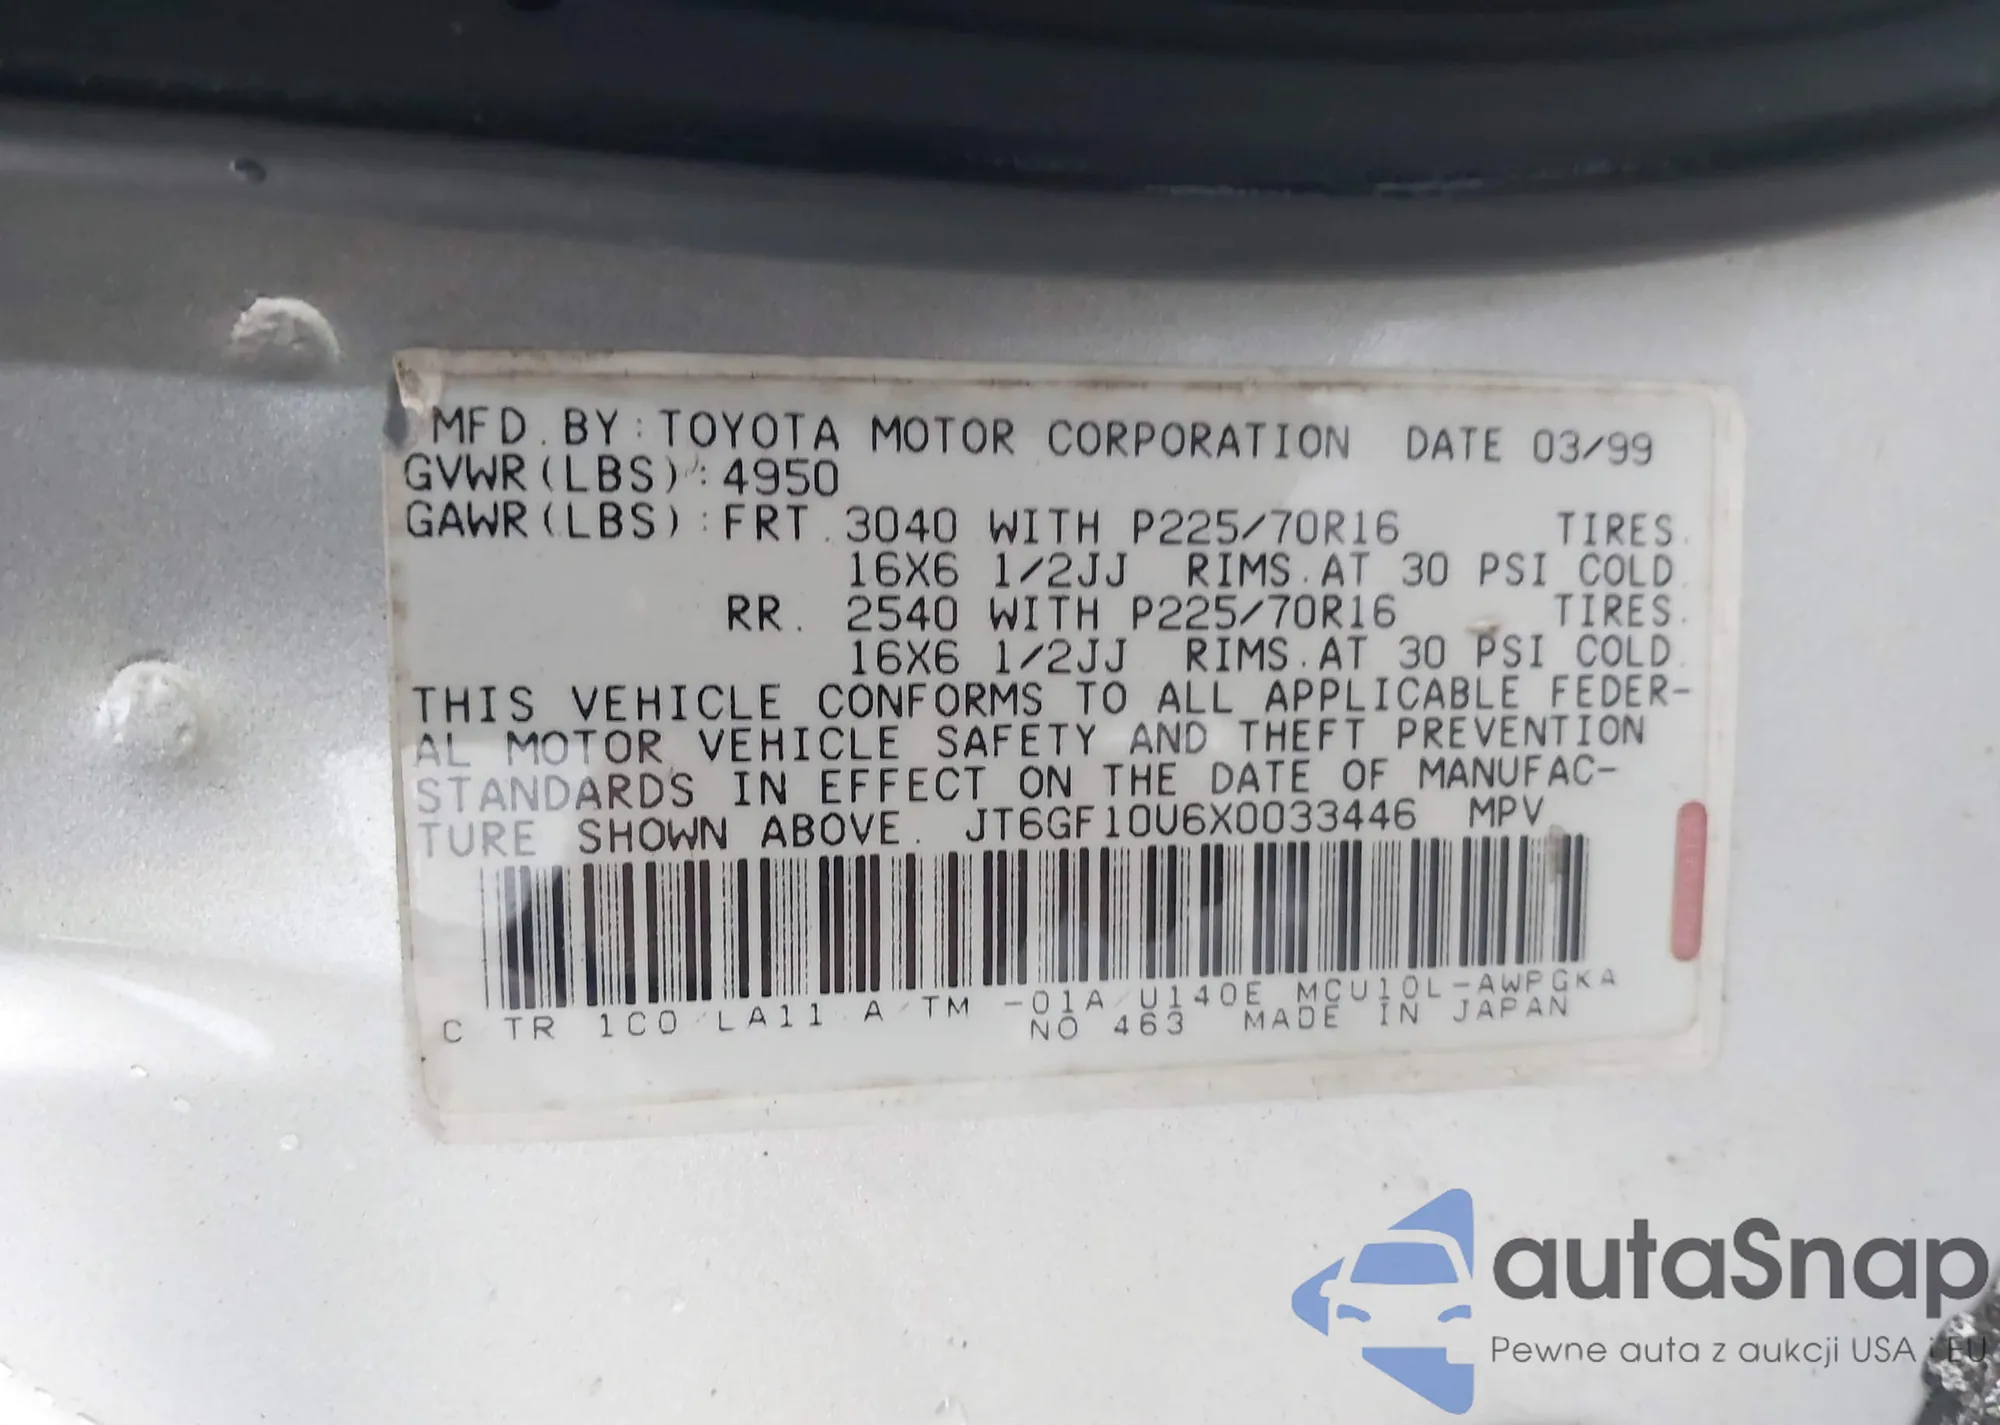 MFD. BY: TOYOTA MOTOR CORPORATION DATE 03/99
GVWR(LBS): 4950
GAWR(LBS): FRT. 3040 WITH P225/70R16 TIRES.
16X6 1/2JJ RIMS.AT 30 PSI COLD.
RR. 2540 WITH P225/70R16 TIRES.
16X6 1/2JJ RIMS.AT 30 PSI COLD.
THIS VEHICLE CONFORMS TO ALL APPLICABLE FEDER-
AL MOTOR VEHICLE SAFETY AND THEFT PREVENTION
STANDARDS IN EFFECT ON THE DATE OF MANUFAC-
TURE SHOWN ABOVE. JT6GF10U6X0033446 MPV
C/TR 1C0/LA11 A/TM -01A/U140E MCU10L-AWPGKA
NO 463 MADE IN JAPAN
autaSnap
Pewne auta z aukcji USA i EU